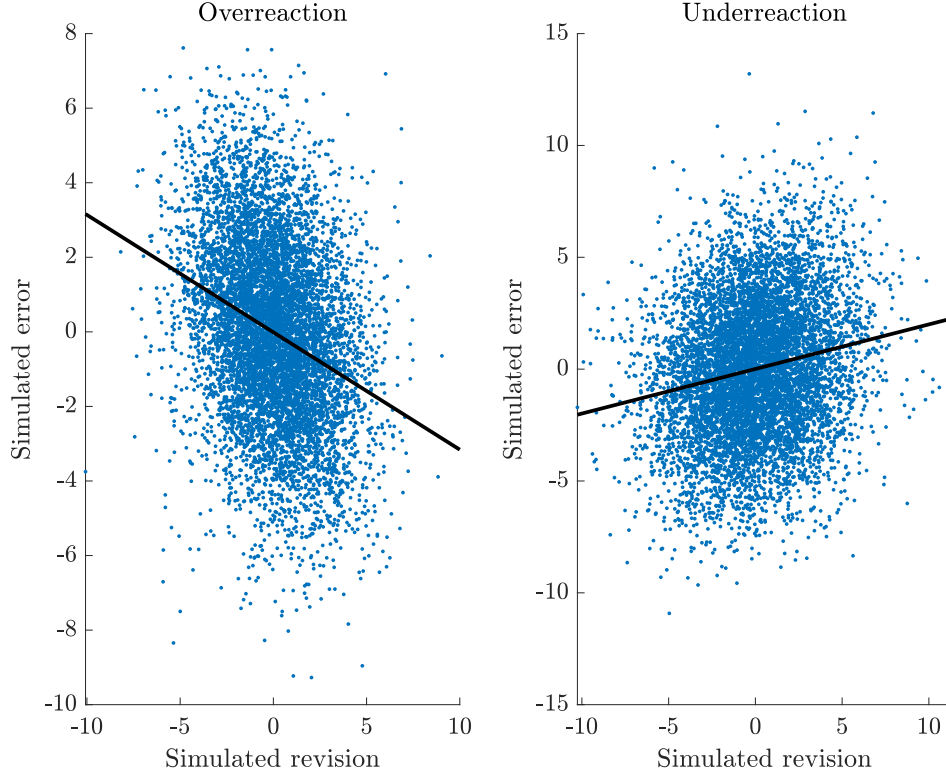 Overreaction
8
6
4
2
0
-2
-4
-6
-8
-10
-10 -5 0 5 10
Simulated error
Simulated revision
Underreaction
15
10
5
0
-5
-10
-15
-10 -5 0 5 10
Simulated error
Simulated revision